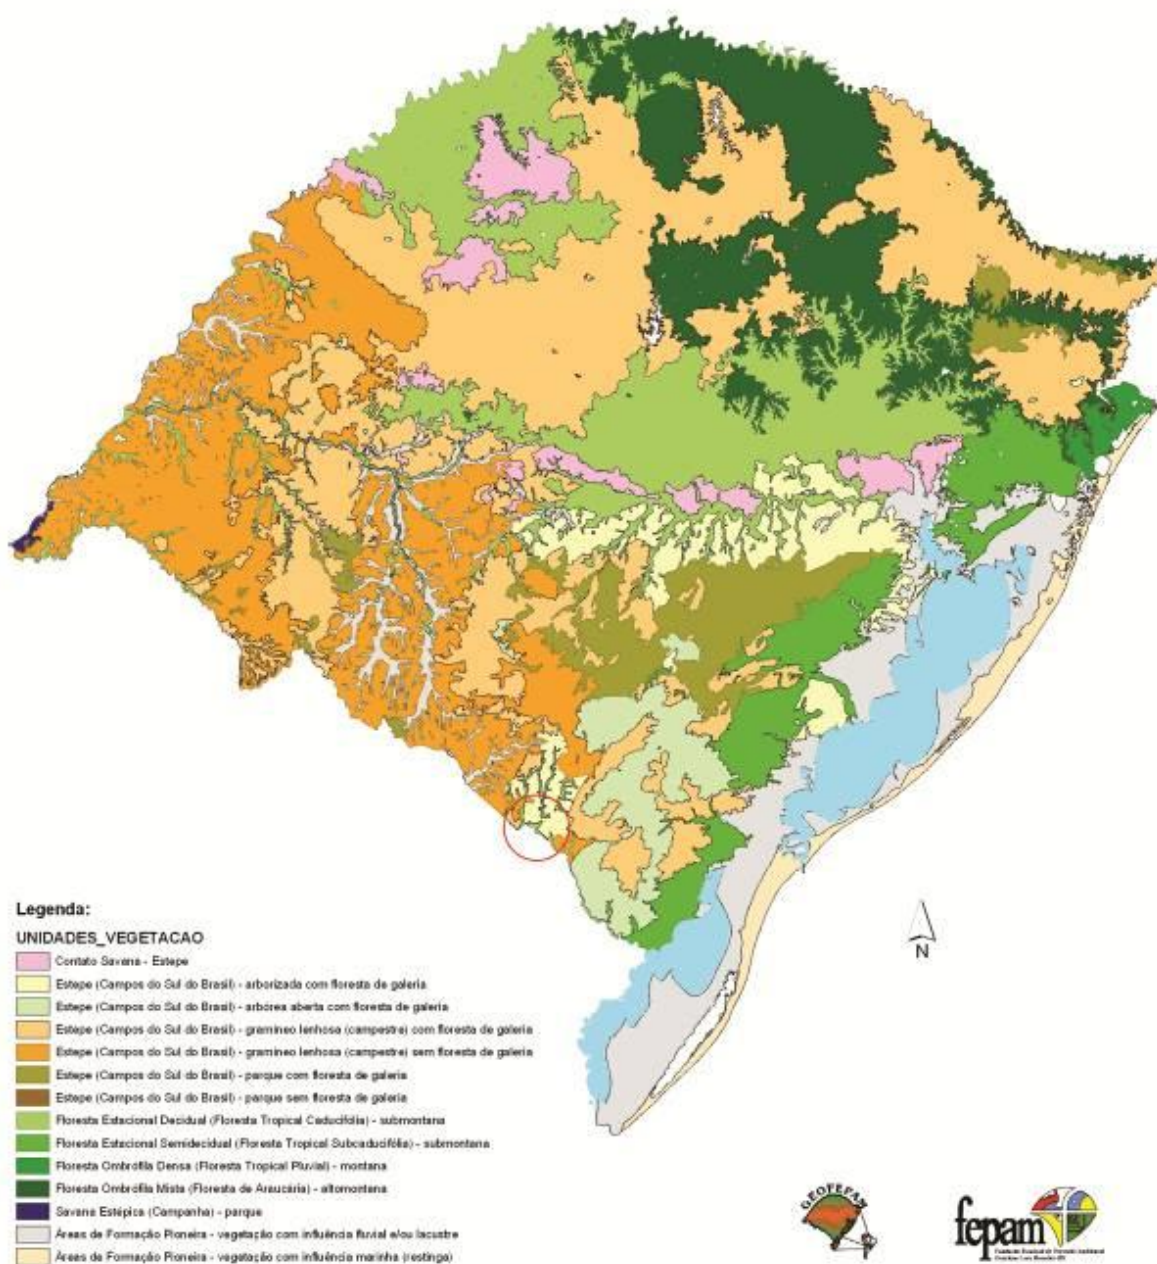 Legenda:
UNIDADES_VEGETACAO
Contato Savana - Estepe
Estepe (Campos do Sul do Brasil) - arborizada com floresta de galeria
Estepe (Campos do Sul do Brasil) - arbórea aberta com floresta de galeria
Estepe (Campos do Sul do Brasil) - gramineo lenhosa (campestre) com floresta de galeria
Estepe (Campos do Sul do Brasil) - gramineo lenhosa (campestre) sem floresta de galeria
Estepe (Campos do Sul do Brasil) - parque com floresta de galeria
Estepe (Campos do Sul do Brasil) - parque sem floresta de galeria
Floresta Estacional Decidual (Floresta Tropical Caducifólia) - submontana
Floresta Estacional Semidecidual (Floresta Tropical Subcaducifólia) - submontana
Floresta Ombrófila Densa (Floresta Tropical Pluvial) - montana
Floresta Ombrófila Mista (Floresta de Araucária) - altomontana
Savana Estépica (Campanha) - parque
Áreas de Formação Pioneira - vegetação com influência fluvial e/ou lacustre
Áreas de Formação Pioneira - vegetação com influência marinha (restinga)
N
GEOFEPAM
fepam